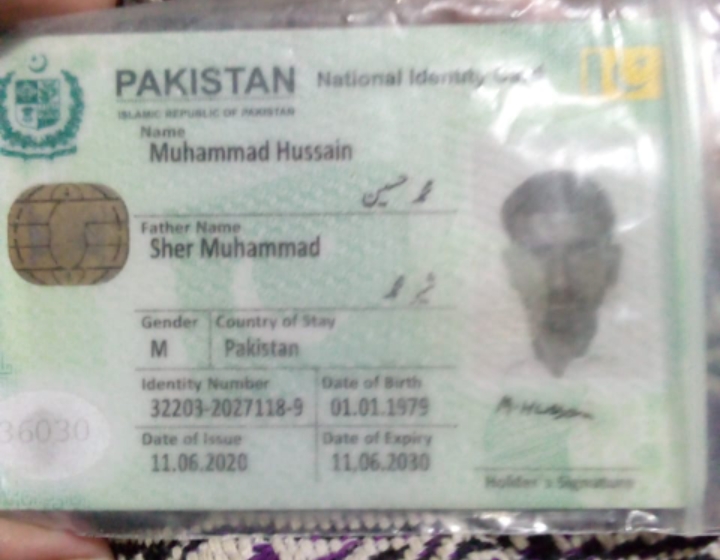 PAKISTAN National Identity Card
ISLAMIC REPUBLIC OF PAKISTAN
Name
Muhammad Hussain
محمد حسین
Father Name
Sher Muhammad
شیر محمد
Gender Country of Stay
M Pakistan
Identity Number Date of Birth
32203-2027118-9 01.01.1979
Date of Issue Date of Expiry
11.06.2020 11.06.2030
36030
M.Hussain
Holder's Signature